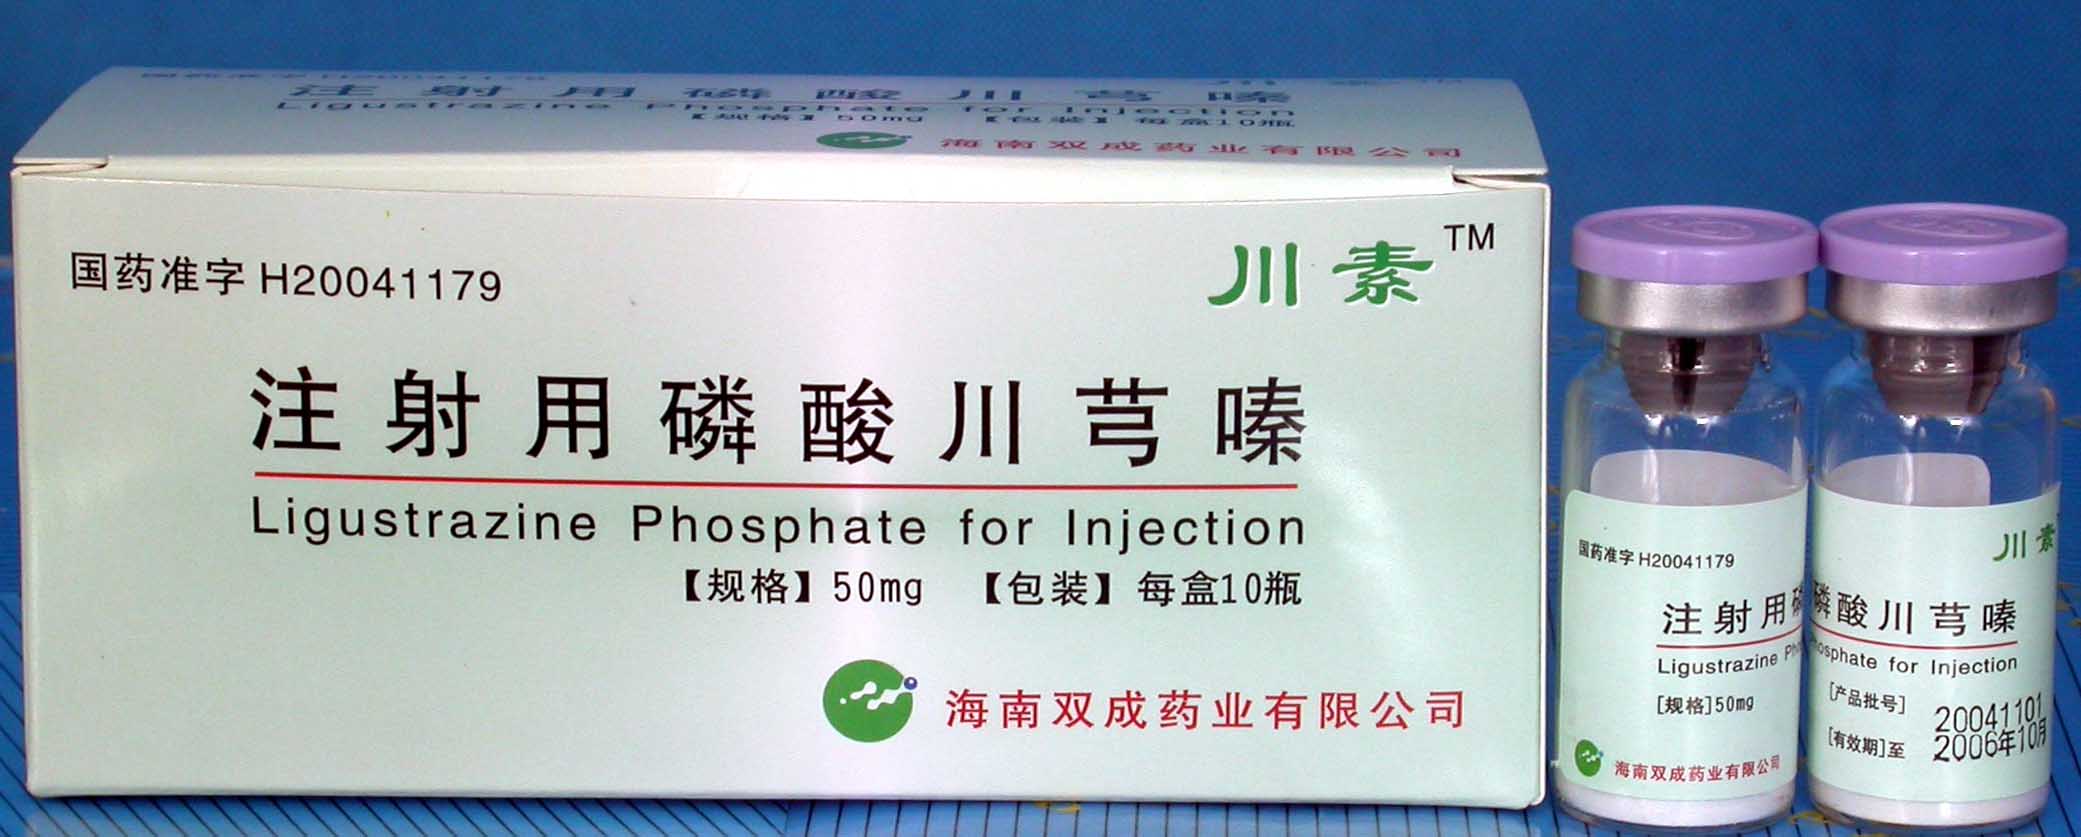 注射用磷酸川芎嗪
Ligustrazine Phosphate for Injection
【规格】50mg 【包装】每盒10瓶
海南双成药业有限公司
国药准字 H20041179
川素 TM
注射用磷酸川芎嗪
Ligustrazine Phosphate for Injection
【规格】50mg 【包装】每盒10瓶
海南双成药业有限公司
国药准字 H20041179
注射用磷
Ligustrazine Pho
[规格]50mg
海南双成药业有限公司
川素
磷酸川芎嗪
hosphate for Injection
[产品批号] 20041101
[有效期]至 2006年10月